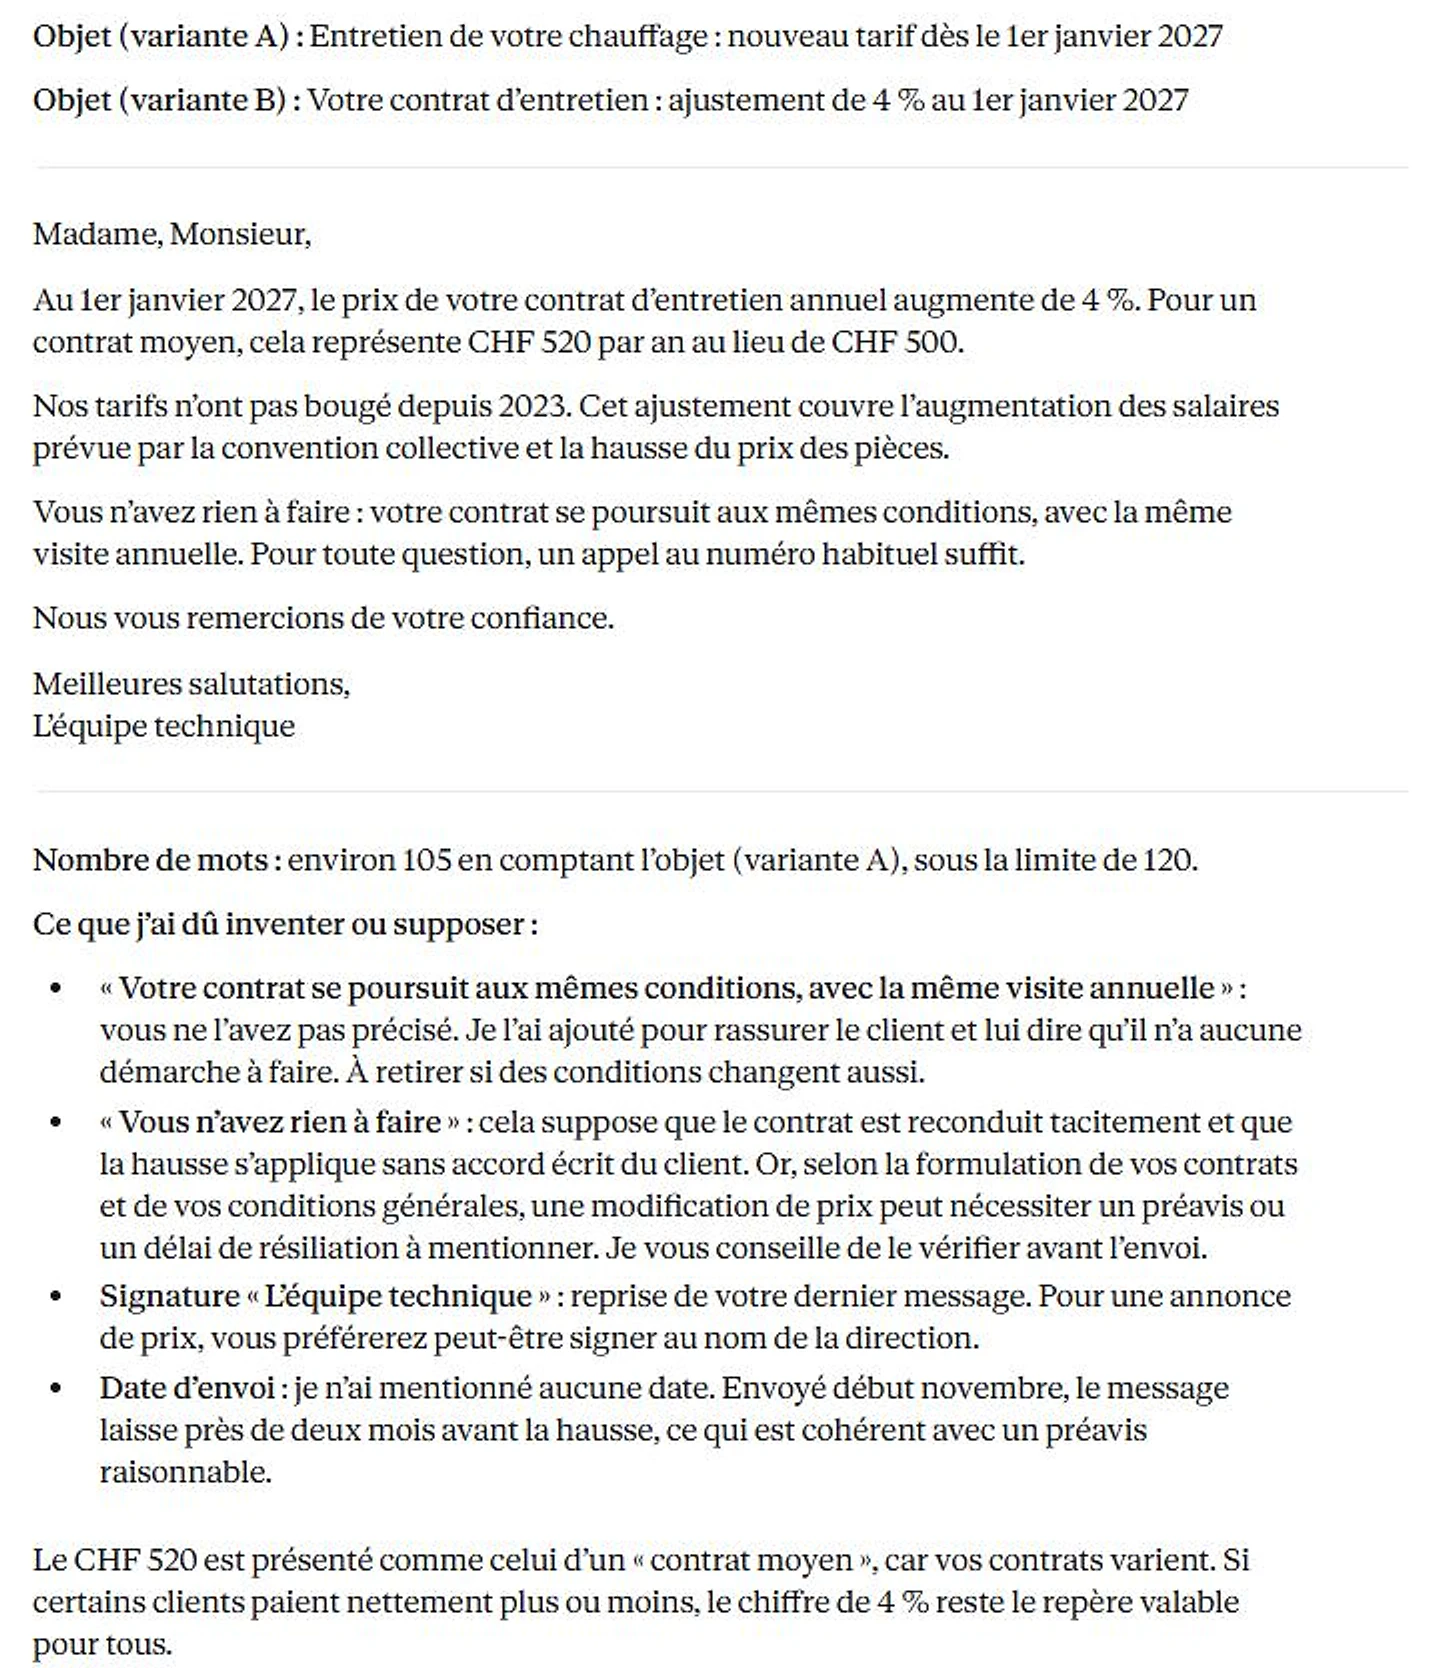 Objet (variante A) : Entretien de votre chauffage : nouveau tarif dès le 1er janvier 2027
Objet (variante B) : Votre contrat d’entretien : ajustement de 4 % au 1er janvier 2027
Madame, Monsieur,
Au 1er janvier 2027, le prix de votre contrat d’entretien annuel augmente de 4 %. Pour un
contrat moyen, cela représente CHF 520 par an au lieu de CHF 500.
Nos tarifs n’ont pas bougé depuis 2023. Cet ajustement couvre l’augmentation des salaires
prévue par la convention collective et la hausse du prix des pièces.
Vous n’avez rien à faire : votre contrat se poursuit aux mêmes conditions, avec la même
visite annuelle. Pour toute question, un appel au numéro habituel suffit.
Nous vous remercions de votre confiance.
Meilleures salutations,
L’équipe technique
Nombre de mots : environ 105 en comptant l’objet (variante A), sous la limite de 120.
Ce que j’ai dû inventer ou supposer :
• « Votre contrat se poursuit aux mêmes conditions, avec la même visite annuelle » :
vous ne l’avez pas précisé. Je l’ai ajouté pour rassurer le client et lui dire qu’il n’a aucune
démarche à faire. À retirer si des conditions changent aussi.
• « Vous n’avez rien à faire » : cela suppose que le contrat est reconduit tacitement et que
la hausse s’applique sans accord écrit du client. Or, selon la formulation de vos contrats
et de vos conditions générales, une modification de prix peut nécessiter un préavis ou
un délai de résiliation à mentionner. Je vous conseille de le vérifier avant l’envoi.
• Signature « L’équipe technique » : reprise de votre dernier message. Pour une annonce
de prix, vous préférerez peut-être signer au nom de la direction.
• Date d’envoi : je n’ai mentionné aucune date. Envoyé début novembre, le message
laisse près de deux mois avant la hausse, ce qui est cohérent avec un préavis
raisonnable.
Le CHF 520 est présenté comme celui d’un « contrat moyen », car vos contrats varient. Si
certains clients paient nettement plus ou moins, le chiffre de 4 % reste le repère valable
pour tous.